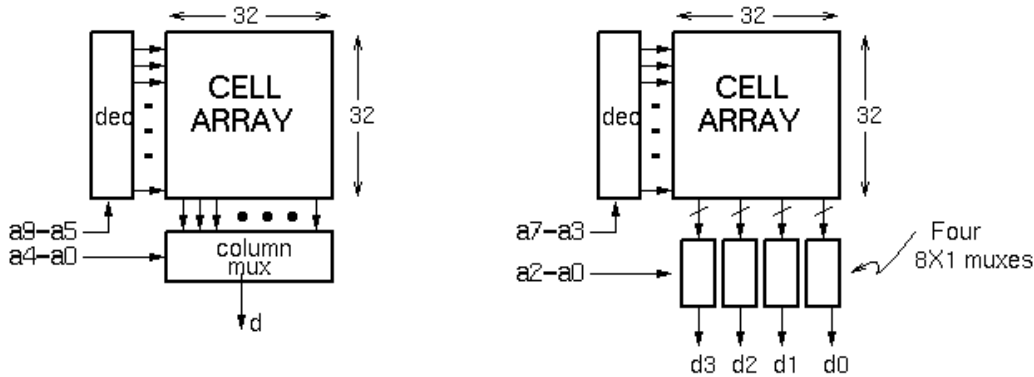 32
dec
CELL
ARRAY
32
a9-a5
a4-a0
column
mux
d
32
dec
CELL
ARRAY
32
a7-a3
a2-a0
Four
8X1 muxes
d3 d2 d1 d0